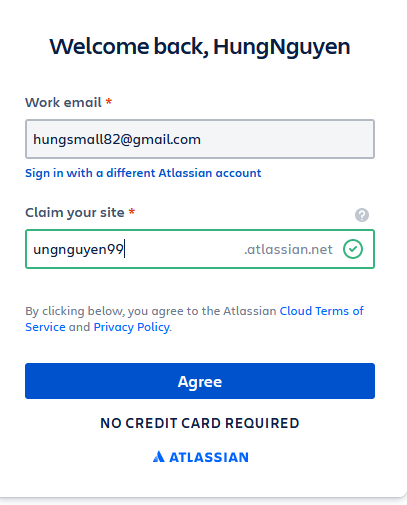 Welcome back, HungNguyen
Work email *
hungsmall82@gmail.com
Sign in with a different Atlassian account
Claim your site * ?
ungnguyen99 .atlassian.net
By clicking below, you agree to the Atlassian Cloud Terms of
Service and Privacy Policy.
Agree
NO CREDIT CARD REQUIRED
ATLASSIAN